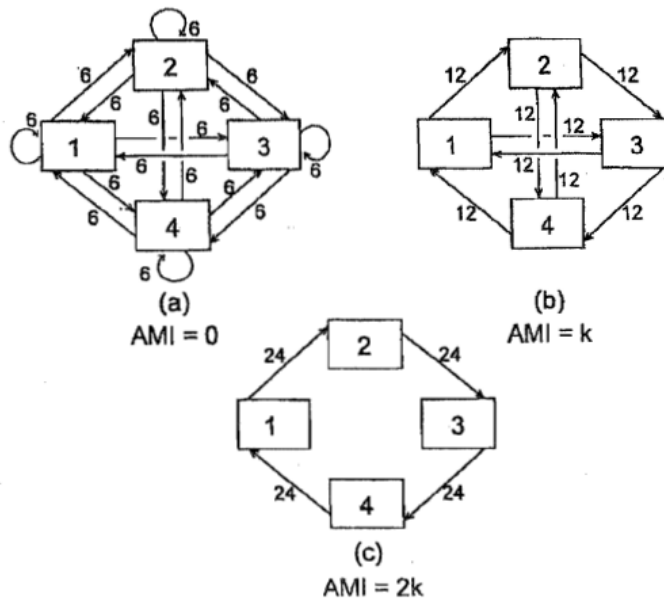 6
6 2 6
6 6 6
6 1 6 3
6 6
6 6 6
6 4 6
6
(a)
AMI = 0
12 2 12
12
1 12 3
12 12
12 4 12
(b)
AMI = k
24 2 24
1 3
24 4 24
(c)
AMI = 2k